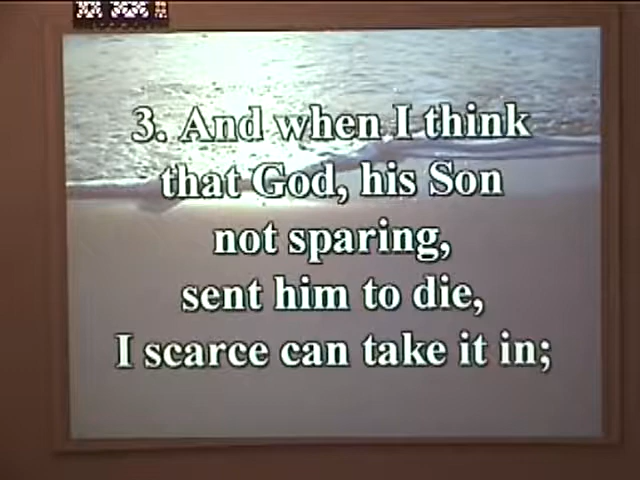 3. And when I think
that God, his Son
not sparing,
sent him to die,
I scarce can take it in;